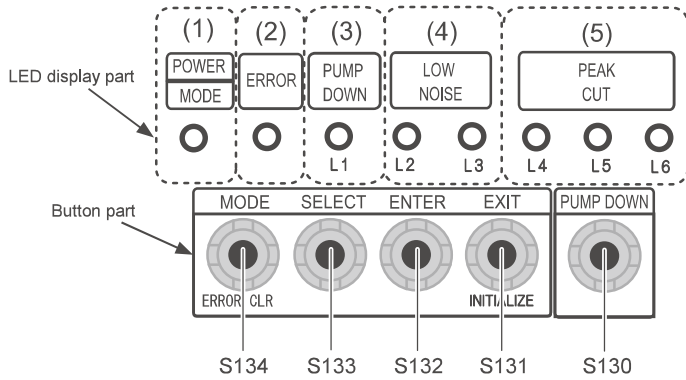 (1) (2) (3) (4) (5)
POWER
MODE
ERROR
PUMP
DOWN
LOW
NOISE
PEAK
CUT
LED display part
L1 L2 L3 L4 L5 L6
Button part
MODE SELECT ENTER EXIT PUMP DOWN
ERROR CLR INITIALIZE
S134 S133 S132 S131 S130